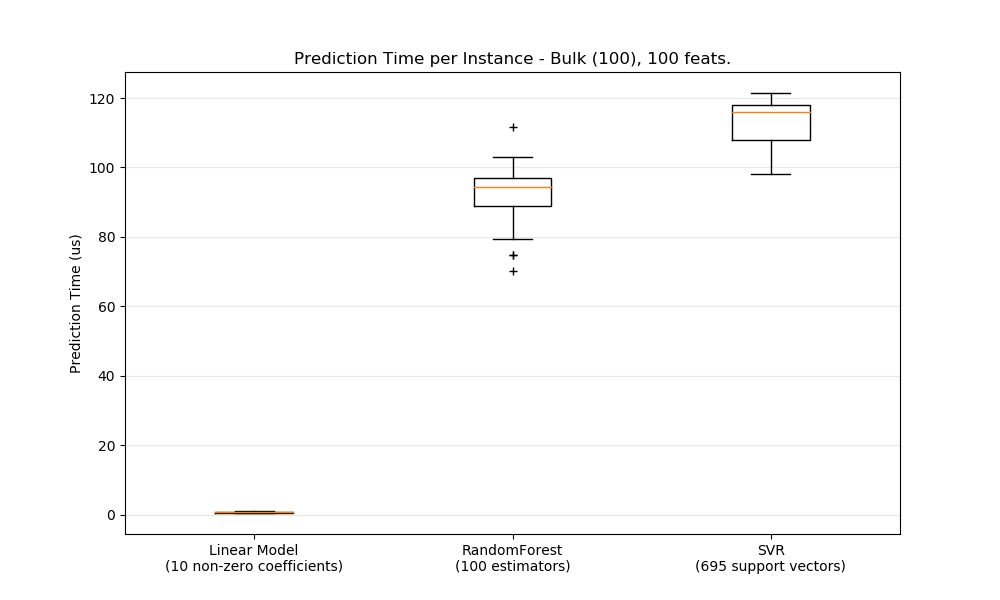 Prediction Time per Instance - Bulk (100), 100 feats.
120
100
80
60
40
20
0
Prediction Time (us)
Linear Model
(10 non-zero coefficients)
RandomForest
(100 estimators)
SVR
(695 support vectors)